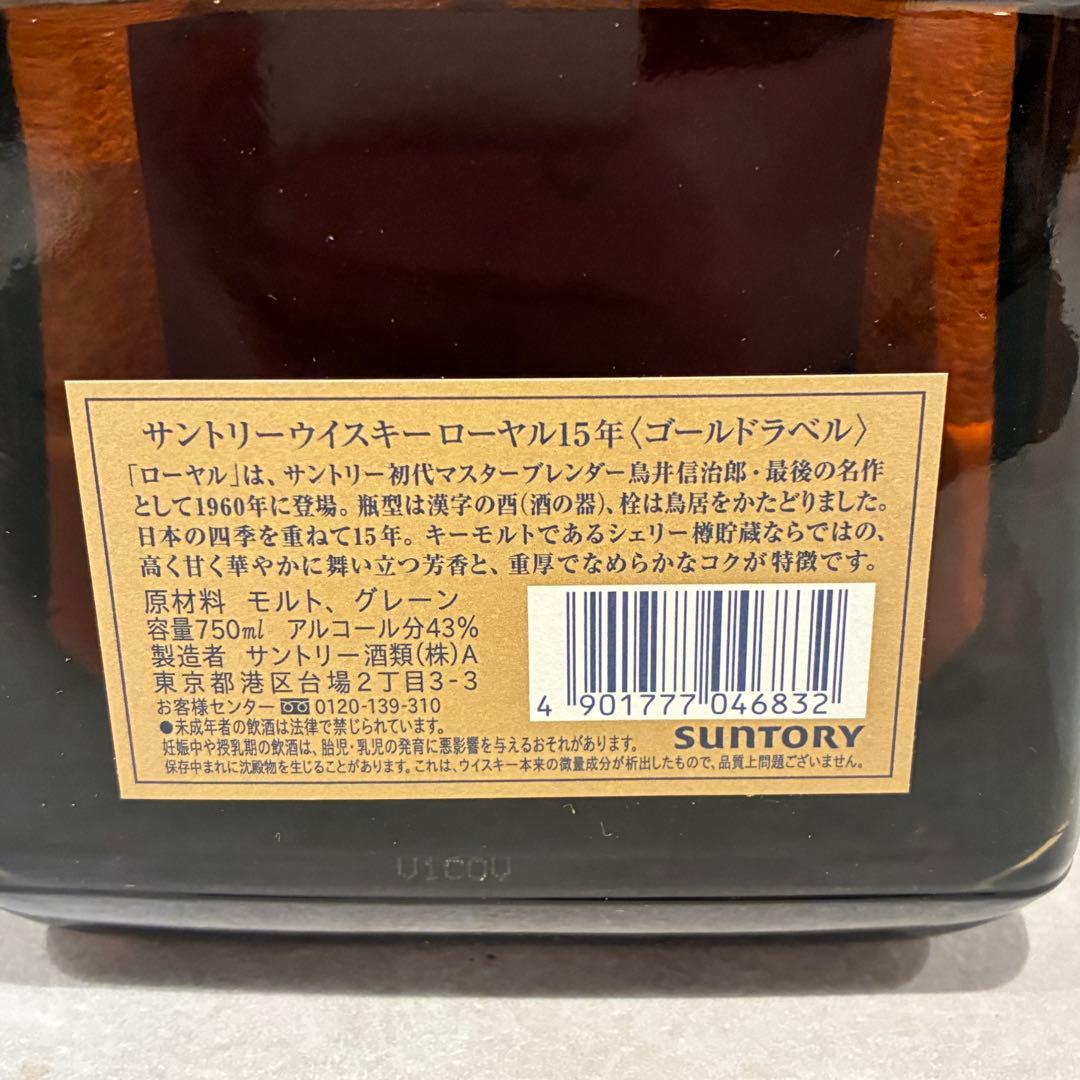 サントリーウイスキー ローヤル15年〈ゴールドラベル〉
「ローヤル」は、サントリー初代マスターブレンダー鳥井信治郎・最後の名作
として1960年に登場。瓶型は漢字の酉(酒の器)、栓は鳥居をかたどりました。
日本の四季を重ねて15年。キーモルトであるシェリー樽貯蔵ならではの、
高く甘く華やかに舞い立つ芳香と、重厚でなめらかなコクが特徴です。
原材料 モルト、グレーン
容量750ml アルコール分43%
製造者 サントリー酒類(株)A
東京都港区台場2丁目3-3
お客様センター 0120-139-310
●未成年者の飲酒は法律で禁じられています。
妊娠中や授乳期の飲酒は、胎児・乳児の発育に悪影響を与えるおそれがあります。
保存中まれに沈殿物を生じることがあります。これは、ウイスキー本来の微量成分が析出したもので、品質上問題ございません。
4 901777 046832
SUNTORY
V1COV